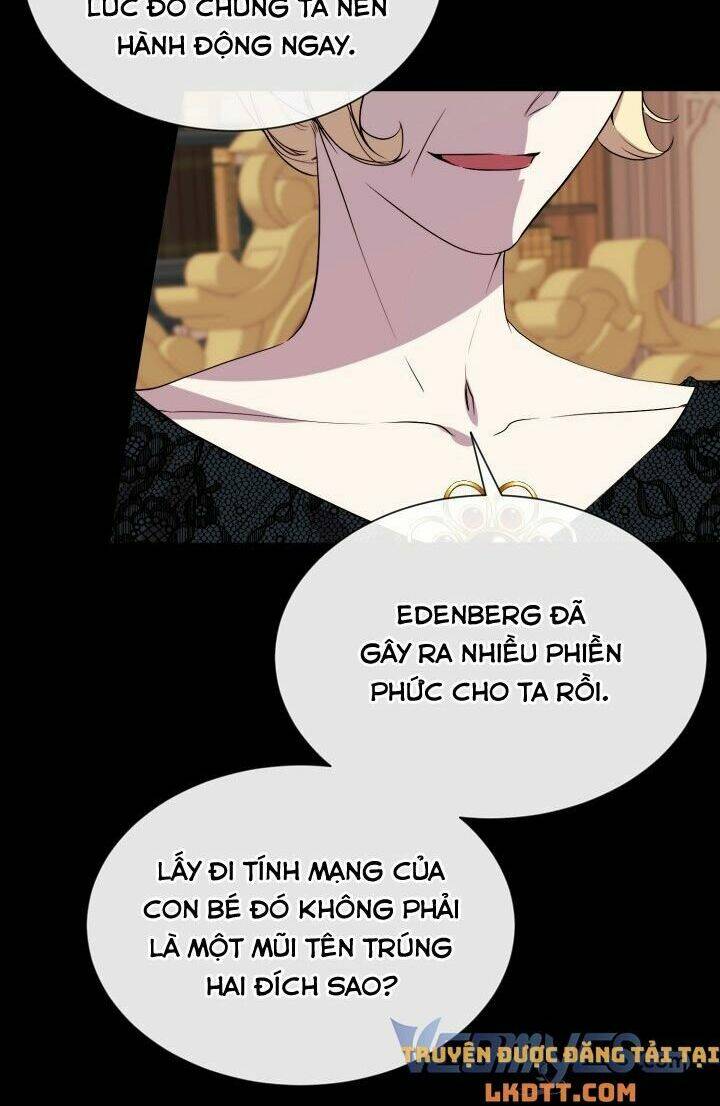 LÚC ĐÓ CHÚNG TA NÊN
HÀNH ĐỘNG NGAY.
EDENBERG ĐÃ
GÂY RA NHIỀU PHIỀN
PHỨC CHO TA RỒI.
LẤY ĐI TÍNH MẠNG CỦA
CON BÉ ĐÓ KHÔNG PHẢI
LÀ MỘT MŨI TÊN TRÚNG
HAI ĐÍCH SAO?
TRUYỆN ĐƯỢC ĐĂNG TẢI TẠI
LKDTT.COM